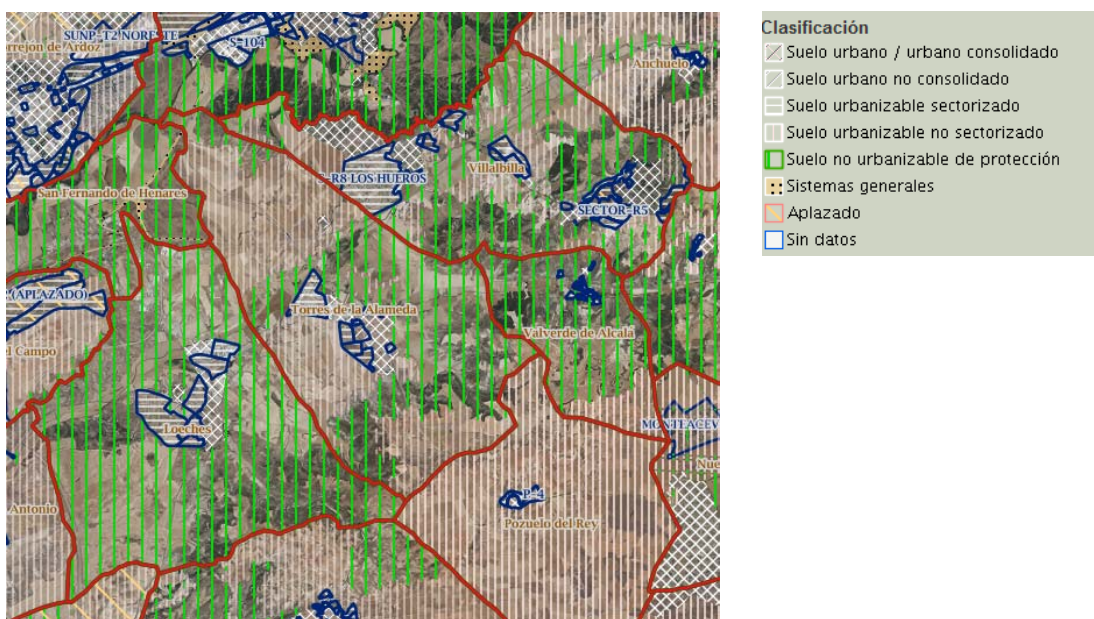 SUNP-T2 NORESTE
S-104
orrejón de Ardoz
Anchuelo
Villalbilla
S-R8 LOS HUEROS
San Fernando de Henares
SECTOR-R5
(APLAZADO)
Torres de la Alameda
Valverde de Alcalá
el Campo
Loeches
MONTEACEV
Nue
P-4
Antonio
Pozuelo del Rey
Clasificación
Suelo urbano / urbano consolidado
Suelo urbano no consolidado
Suelo urbanizable sectorizado
Suelo urbanizable no sectorizado
Suelo no urbanizable de protección
Sistemas generales
Aplazado
Sin datos